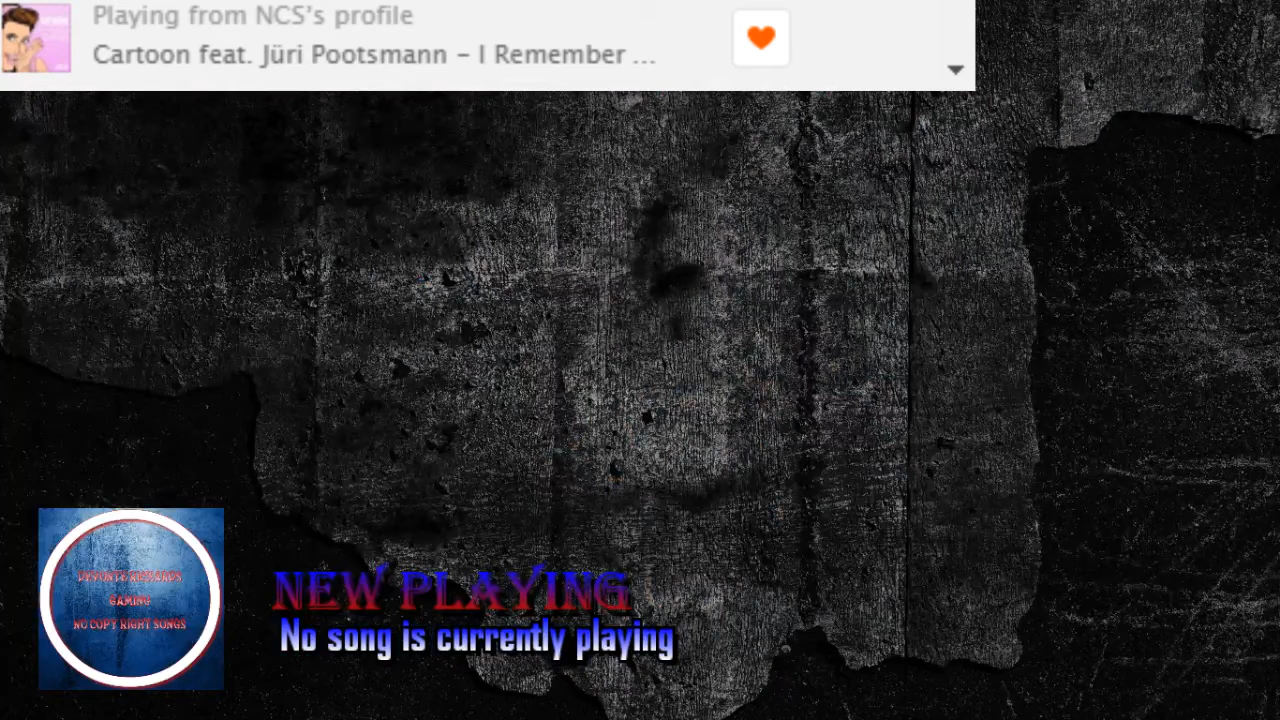 Playing from NCS's profile
Cartoon feat. Jüri Pootsmann – I Remember ...
GAMING
NO COPY RIGHT SONGS
NEW PLAYING
No song is currently playing